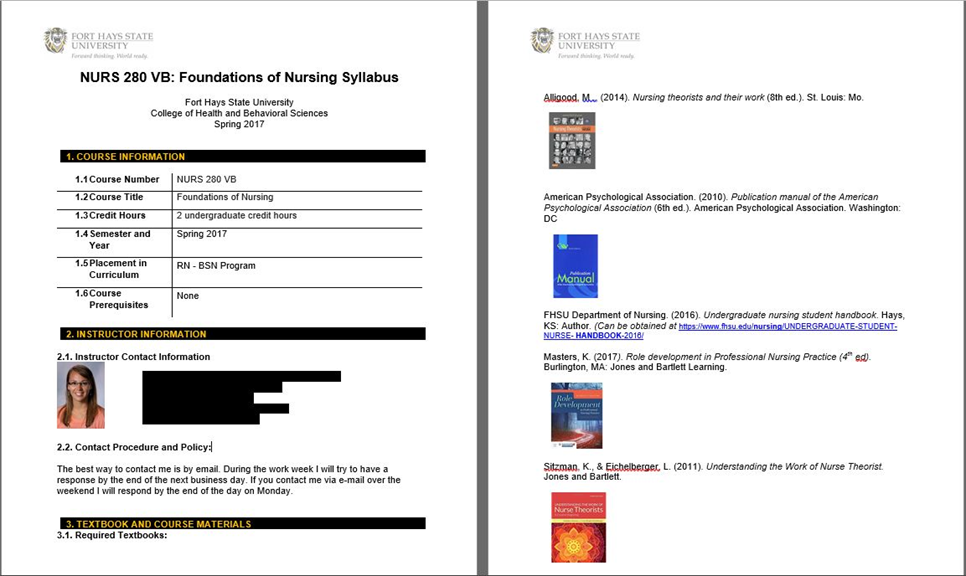 FORT HAYS STATE
UNIVERSITY
Forward thinking. World ready.
NURS 280 VB: Foundations of Nursing Syllabus
Fort Hays State University
College of Health and Behavioral Sciences
Spring 2017
1. COURSE INFORMATION
1.1 Course Number NURS 280 VB
1.2 Course Title Foundations of Nursing
1.3 Credit Hours 2 undergraduate credit hours
1.4 Semester and Spring 2017
Year
1.5 Placement in RN - BSN Program
Curriculum
1.6 Course None
Prerequisites
2. INSTRUCTOR INFORMATION
2.1. Instructor Contact Information
2.2. Contact Procedure and Policy:
The best way to contact me is by email. During the work week I will try to have a
response by the end of the next business day. If you contact me via e-mail over the
weekend I will respond by the end of the day on Monday.
3. TEXTBOOK AND COURSE MATERIALS
3.1. Required Textbooks:
FORT HAYS STATE
UNIVERSITY
Forward thinking. World ready.
Alligood, M.. (2014). Nursing theorists and their work (8th ed.). St. Louis: Mo.
Nursing Theorists
American Psychological Association. (2010). Publication manual of the American
Psychological Association (6th ed.). American Psychological Association. Washington:
DC
Publication
Manual
FHSU Department of Nursing. (2016). Undergraduate nursing student handbook. Hays,
KS: Author. (Can be obtained at https://www.fhsu.edu/nursing/UNDERGRADUATE-STUDENT-
NURSE- HANDBOOK-2016/
Masters, K. (2017). Role development in Professional Nursing Practice (4th ed).
Burlington, MA: Jones and Bartlett Learning.
Role
Development
Sitzman, K., & Eichelberger, L. (2011). Understanding the Work of Nurse Theorist.
Jones and Bartlett.
UNDERSTANDING THE WORK OF
Nurse Theorists